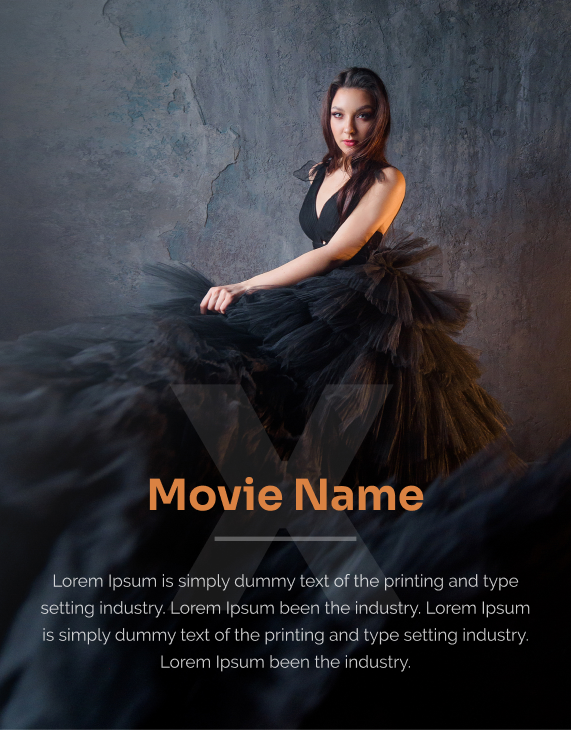 X
Movie Name
Lorem Ipsum is simply dummy text of the printing and type
setting industry. Lorem Ipsum been the industry. Lorem Ipsum
is simply dummy text of the printing and type setting industry.
Lorem Ipsum been the industry.